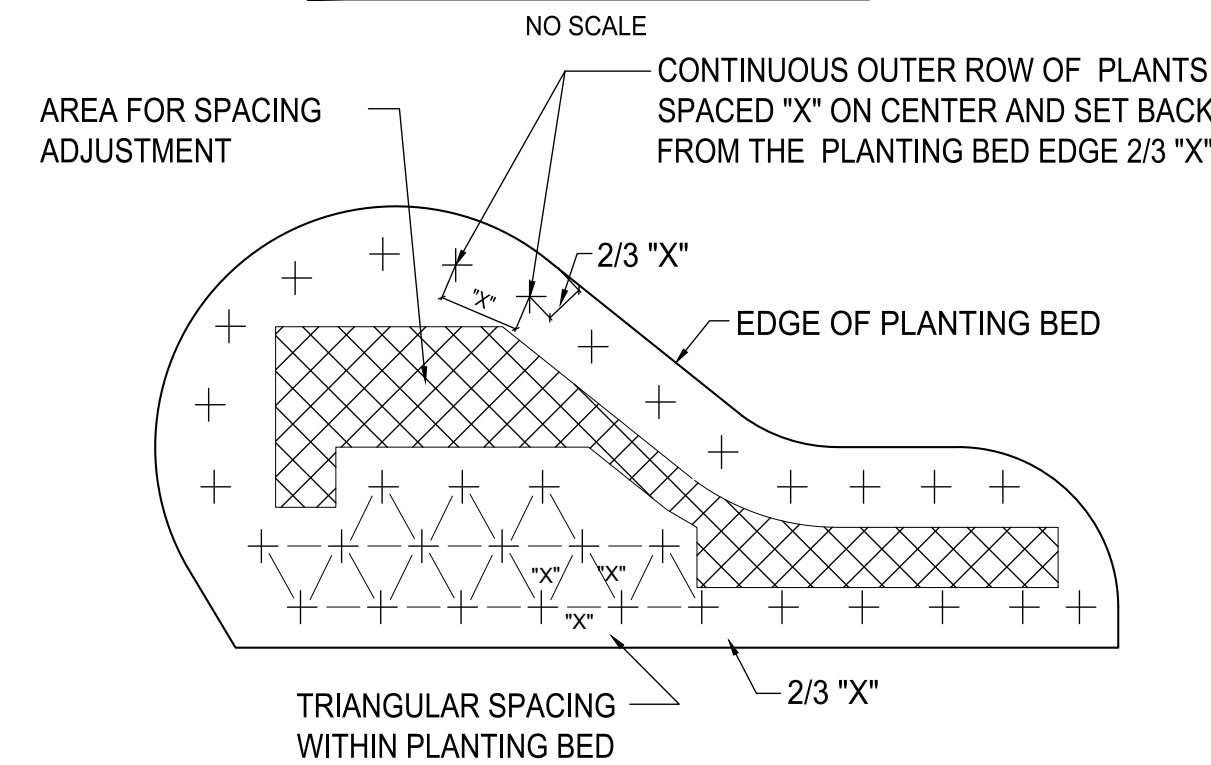 NO SCALE
CONTINUOUS OUTER ROW OF PLANTS
SPACED "X" ON CENTER AND SET BACK
FROM THE PLANTING BED EDGE 2/3 "X"
AREA FOR SPACING
ADJUSTMENT
2/3 "X"
"X"
EDGE OF PLANTING BED
"X"
"X"
"X"
2/3 "X"
TRIANGULAR SPACING
WITHIN PLANTING BED